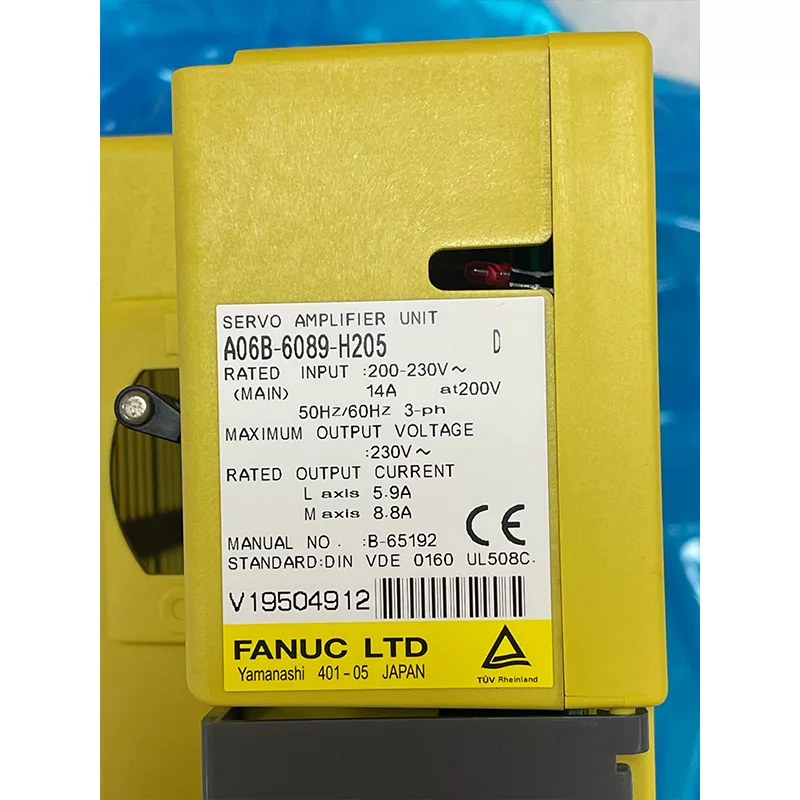 SERVO AMPLIFIER UNIT
A06B-6089-H205 D
RATED INPUT :200-230V~
(MAIN) 14A at200V
50Hz/60Hz 3-ph
MAXIMUM OUTPUT VOLTAGE
:230V~
RATED OUTPUT CURRENT
L axis 5.9A
M axis 8.8A
CE
MANUAL NO. :B-65192
STANDARD:DIN VDE 0160 UL508C.
V19504912
FANUC LTD
Yamanashi 401-05 JAPAN
TÜV Rheinland